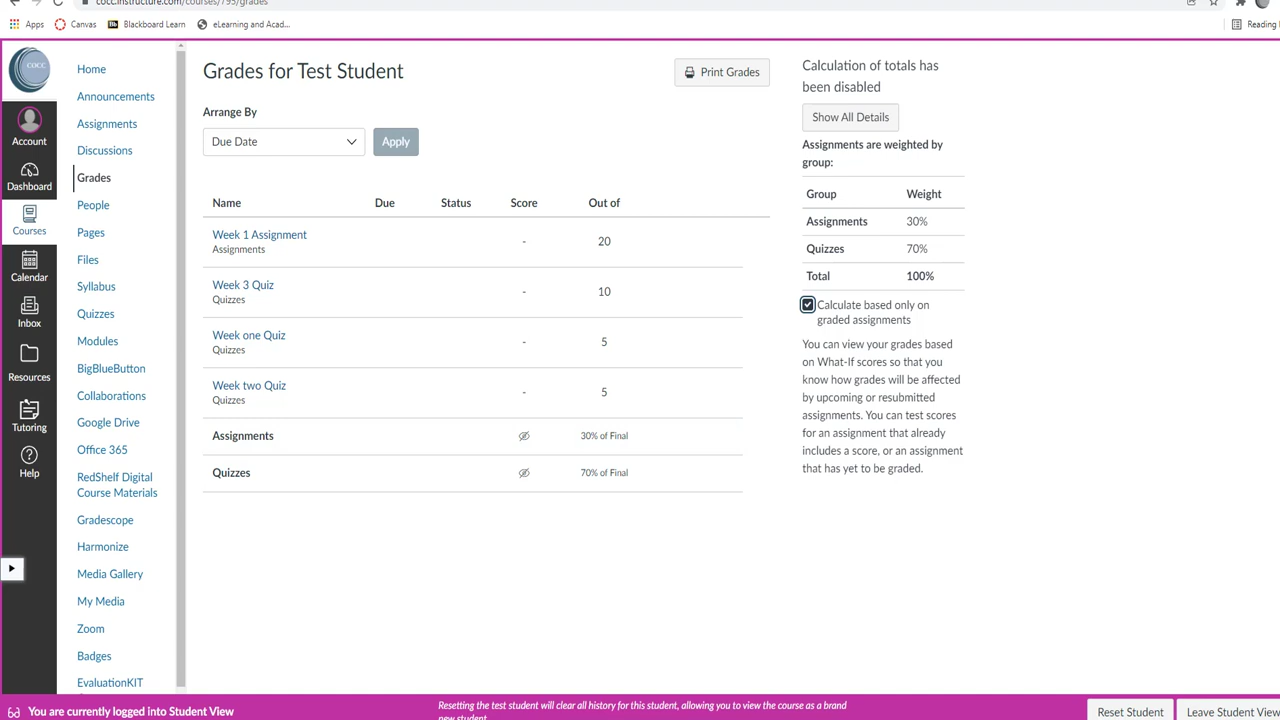 cocc.instructure.com/courses/795/grades
Apps
Canvas
Bb
Blackboard Learn
eLearning and Acad...
Reading
COCC
Account
Dashboard
Courses
Calendar
Inbox
Resources
Tutoring
Help
Home
Announcements
Assignments
Discussions
Grades
People
Pages
Files
Syllabus
Quizzes
Modules
BigBlueButton
Collaborations
Google Drive
Office 365
RedShelf Digital
Course Materials
Gradescope
Harmonize
Media Gallery
My Media
Zoom
Badges
EvaluationKIT
Grades for Test Student
Print Grades
Arrange By
Due Date
Apply
Name Due Status Score Out of
Week 1 Assignment
Assignments
- 20
Week 3 Quiz
Quizzes
- 10
Week one Quiz
Quizzes
- 5
Week two Quiz
Quizzes
- 5
Assignments 30% of Final
Quizzes 70% of Final
Calculation of totals has
been disabled
Show All Details
Assignments are weighted by
group:
Group Weight
Assignments 30%
Quizzes 70%
Total 100%
Calculate based only on
graded assignments
You can view your grades based
on What-If scores so that you
know how grades will be affected
by upcoming or resubmitted
assignments. You can test scores
for an assignment that already
includes a score, or an assignment
that has yet to be graded.
You are currently logged into Student View
Resetting the test student will clear all history for this student, allowing you to view the course as a brand
new student.
Reset Student
Leave Student View